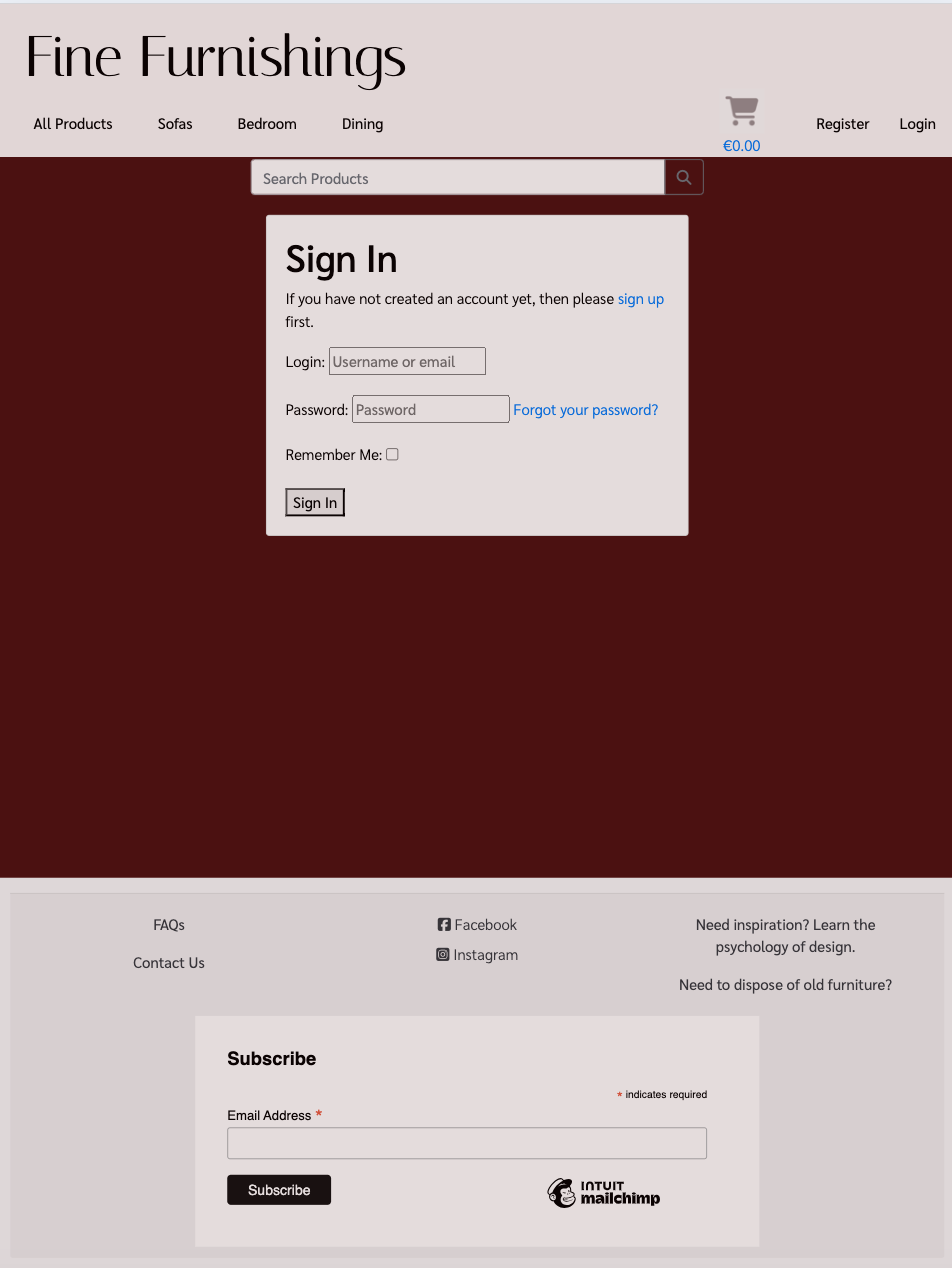 Fine Furnishings
All Products Sofas Bedroom Dining Register Login
€0.00
Search Products
Sign In
If you have not created an account yet, then please sign up
first.
Login: Username or email
Password: Password Forgot your password?
Remember Me:
Sign In
FAQs
Contact Us
Facebook
Instagram
Need inspiration? Learn the
psychology of design.
Need to dispose of old furniture?
Subscribe
* indicates required
Email Address *
Subscribe
INTUIT
mailchimp